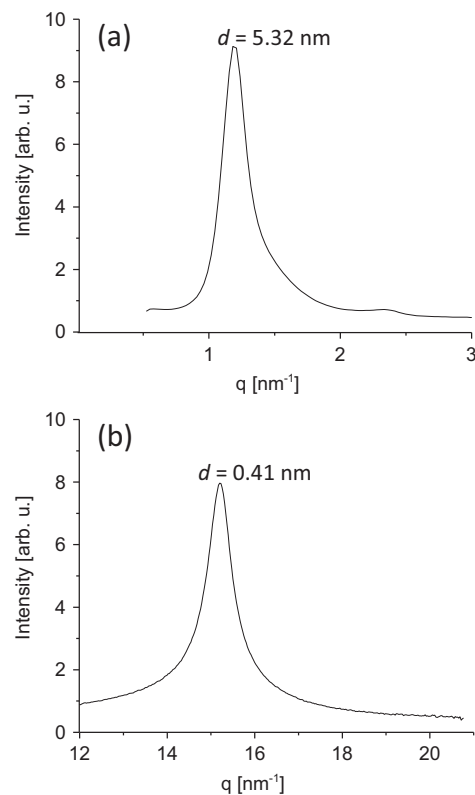 (a)
d = 5.32 nm
10
8
6
4
2
0
Intensity [arb. u.]
1
2
3
q [nm⁻¹]
(b)
d = 0.41 nm
10
8
6
4
2
0
Intensity [arb. u.]
12
14
16
18
20
q [nm⁻¹]